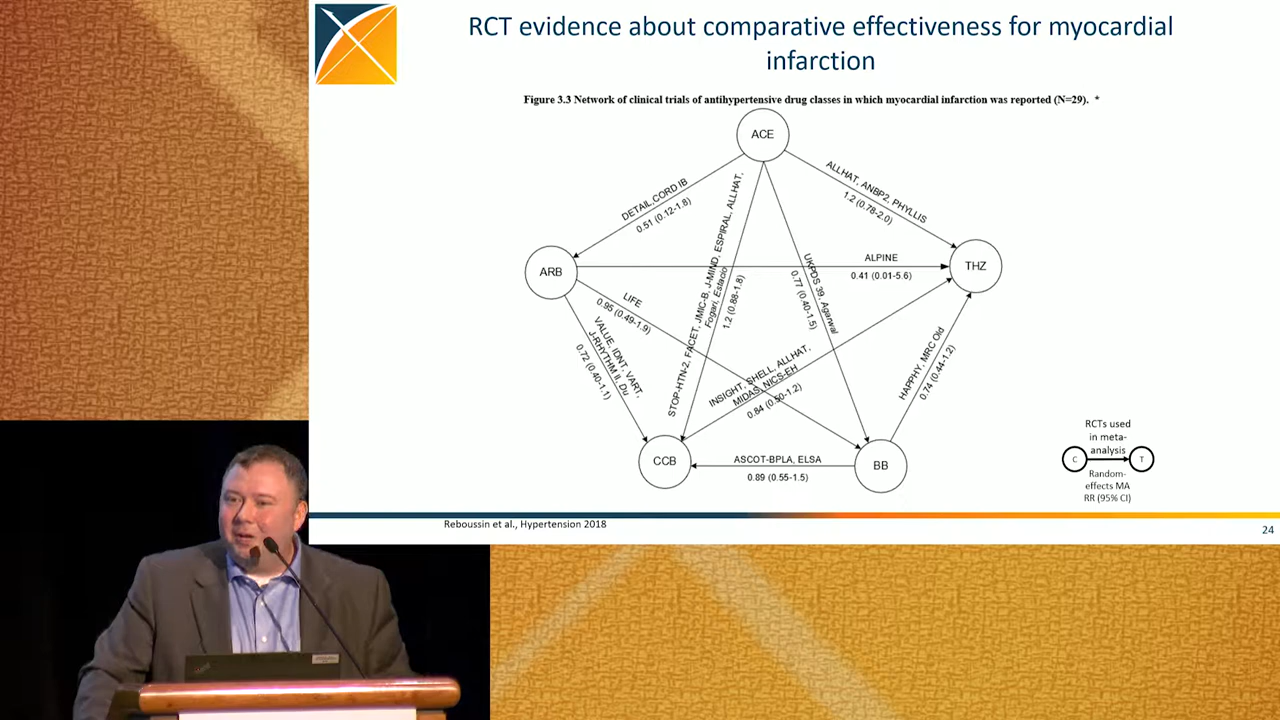 RCT evidence about comparative effectiveness for myocardial
infarction
Figure 3.3 Network of clinical trials of antihypertensive drug classes in which myocardial infarction was reported (N=29). *
ACE
DETAIL,CORD IB
0.51 (0.12-1.8)
ALLHAT, ANBP2, PHYLLIS
1.2 (0.78-2.0)
STOP-HTN-2, FACET, JMIC-B, J-MIND, ESPIRAL, ALLHAT,
Fogari, Estacio
1.2 (0.88-1.8)
UKPDS 39, Agarwal
0.77 (0.40-1.5)
ARB
ALPINE
0.41 (0.01-5.6)
THZ
LIFE
0.95 (0.49-1.9)
VALUE, IDNT, VART,
J-RHYTHM II, Du
0.72 (0.40-1.1)
INSIGHT, SHELL, ALLHAT,
MIDAS, NICS-EH
0.84 (0.50-1.2)
HAPPHY, MRC Old
0.74 (0.44-1.2)
CCB
ASCOT-BPLA, ELSA
0.89 (0.55-1.5)
BB
RCTs used
in meta-
analysis
C
T
Random-
effects MA
RR (95% CI)
Reboussin et al., Hypertension 2018
24